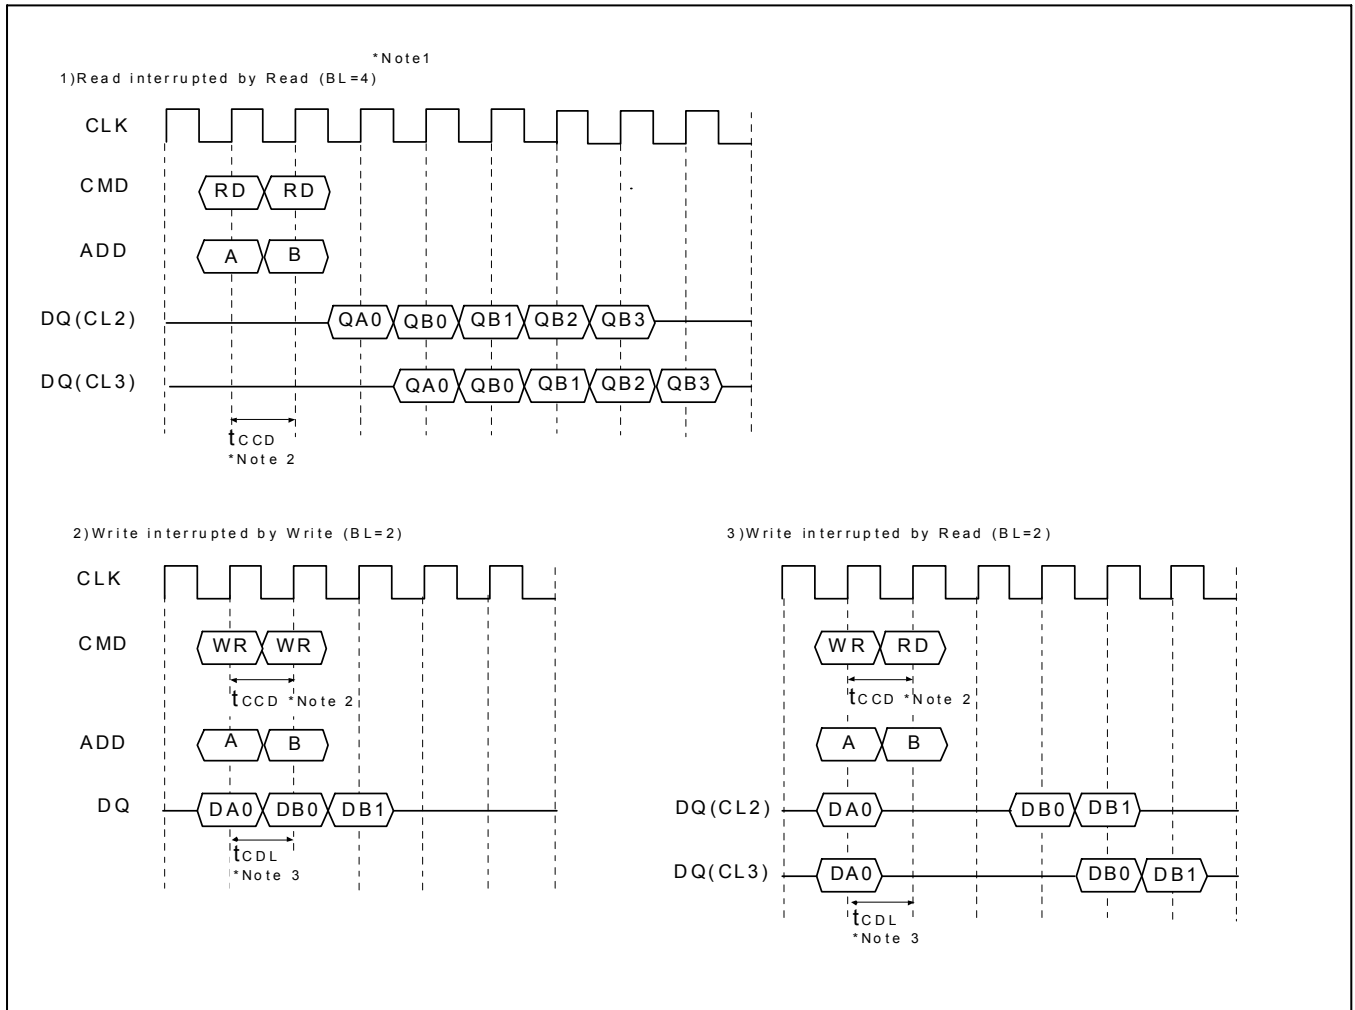 *Note1
1)Read interrupted by Read (BL=4)
CLK
CMD RD RD
ADD A B
DQ(CL2) QA0 QB0 QB1 QB2 QB3
DQ(CL3) QA0 QB0 QB1 QB2 QB3
tCCD
*Note 2
2)Write interrupted by Write (BL=2)
CLK
CMD WR WR
tCCD *Note 2
ADD A B
DQ DA0 DB0 DB1
tCDL
*Note 3
3)Write interrupted by Read (BL=2)
WR RD
tCCD *Note 2
A B
DQ(CL2) DA0 DB0 DB1
DQ(CL3) DA0 DB0 DB1
tCDL
*Note 3